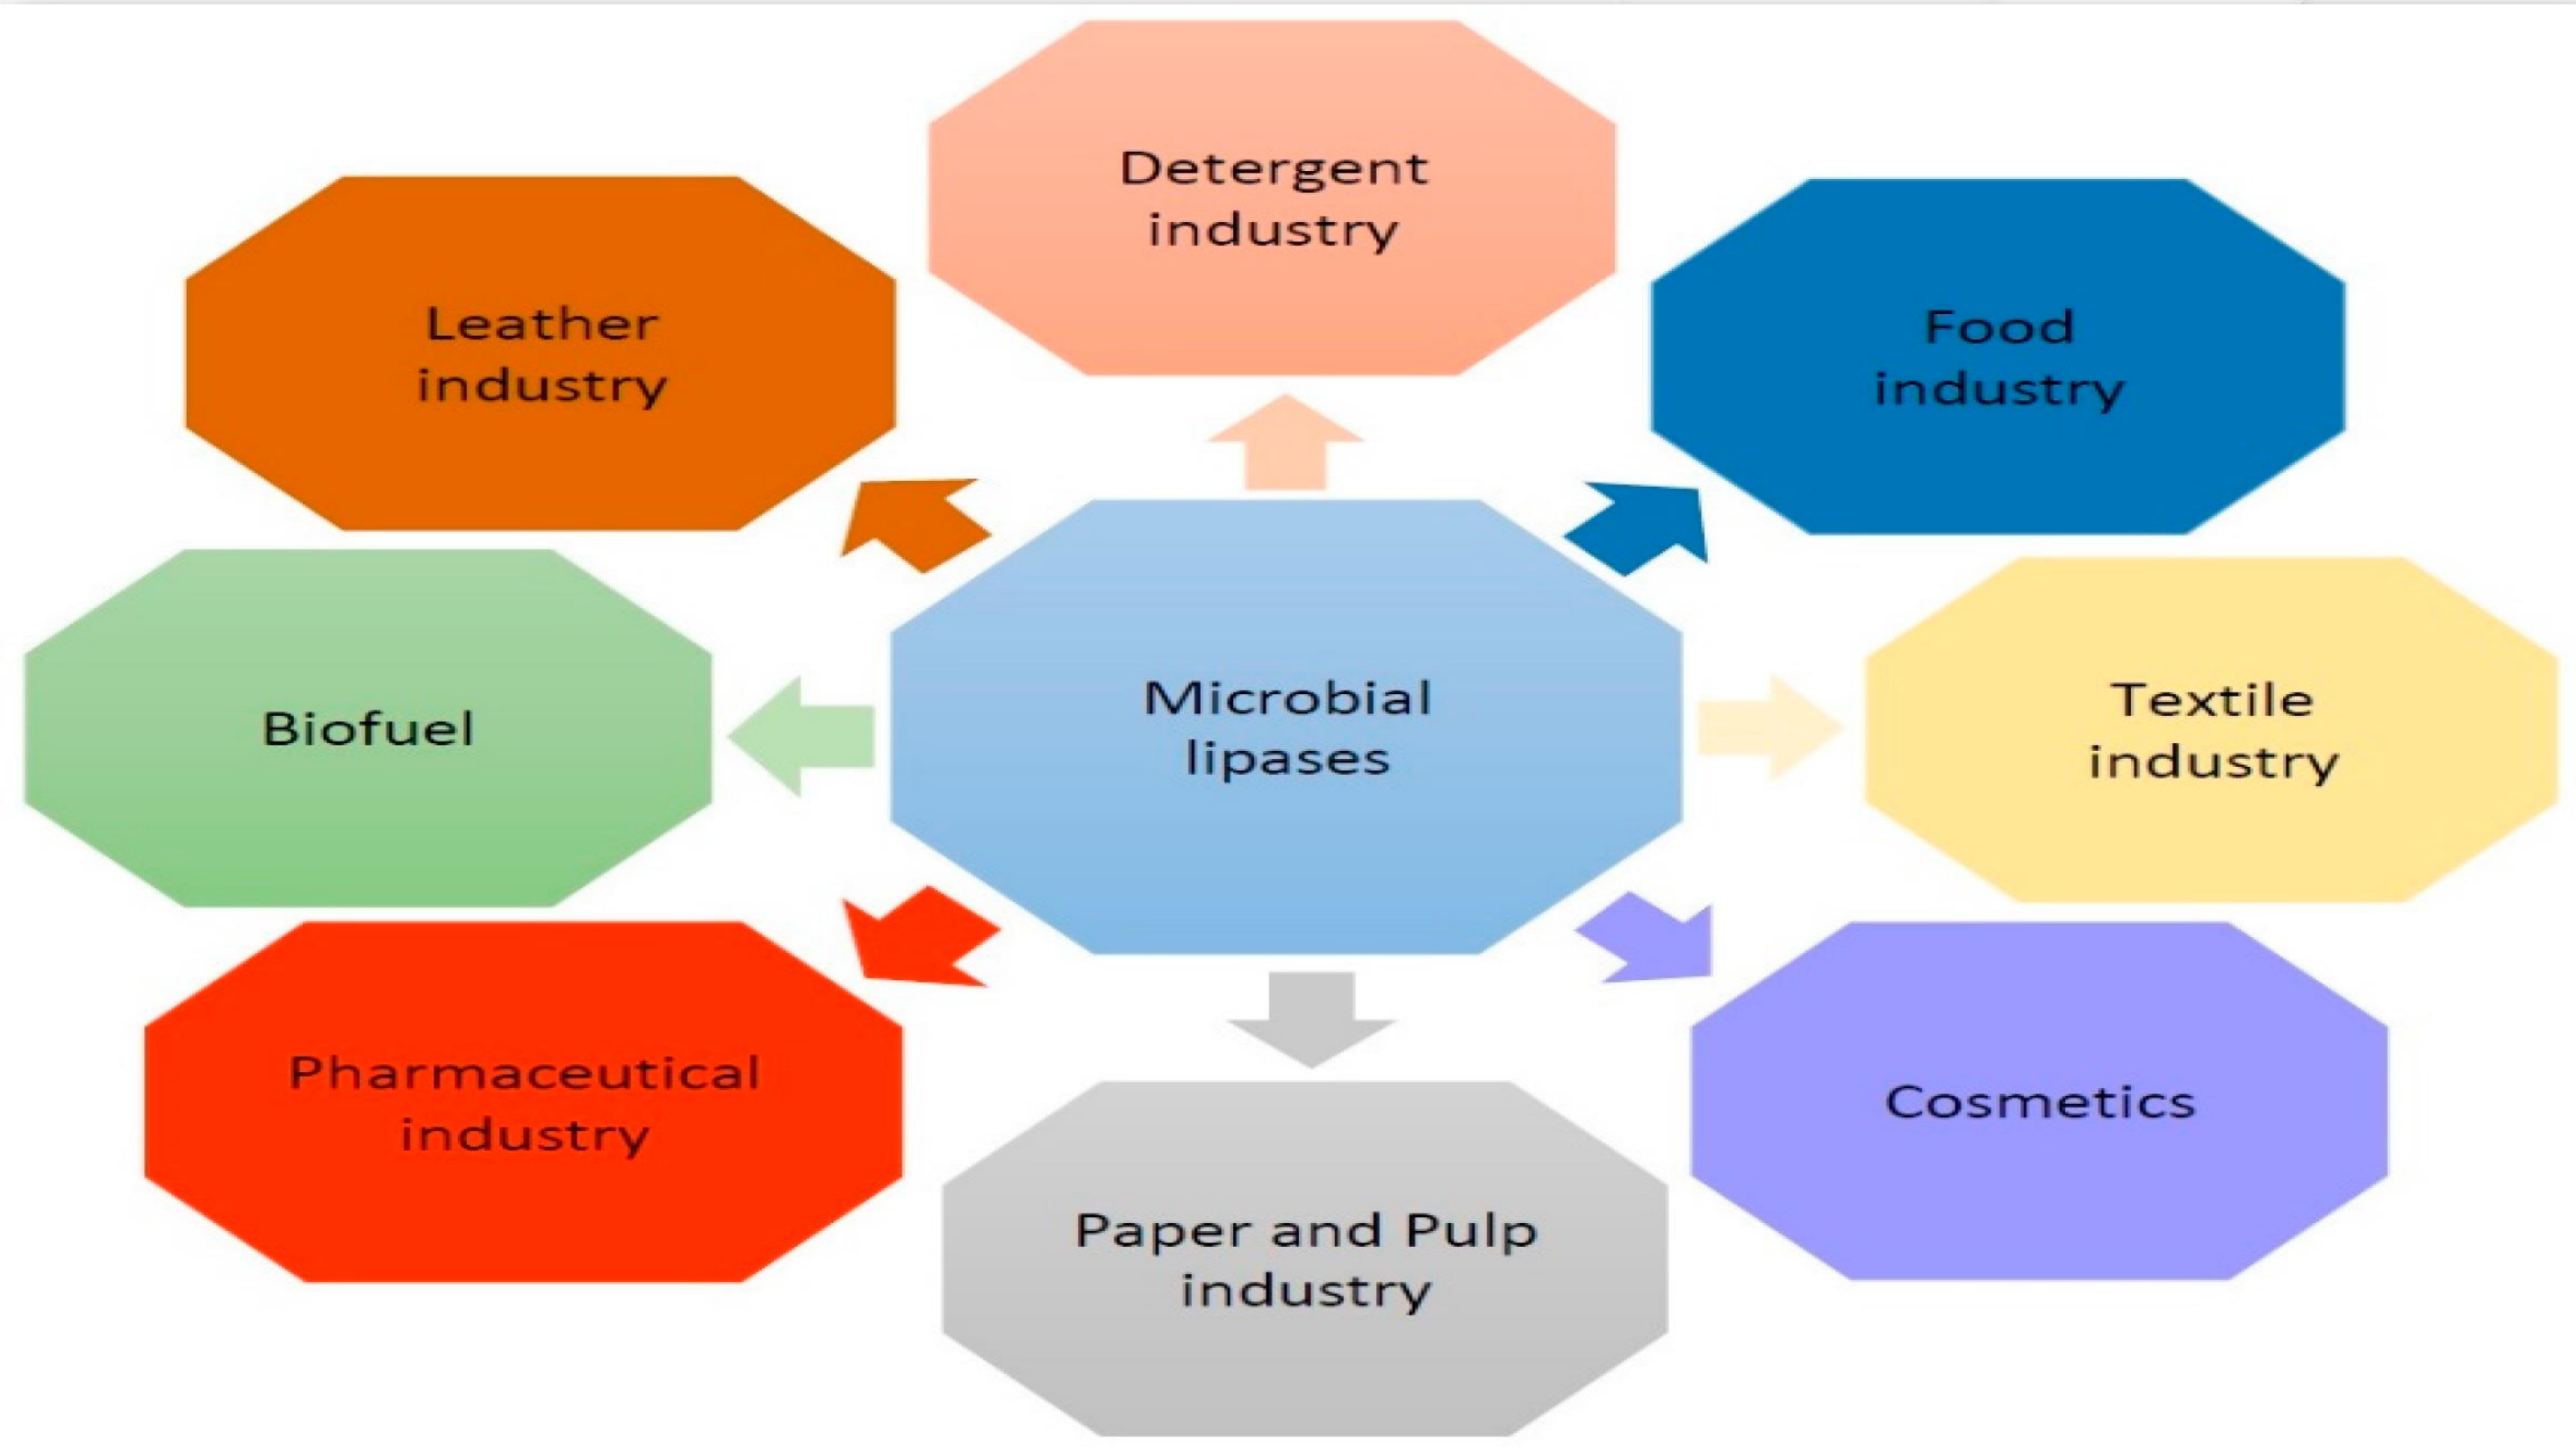 Detergent
industry
Leather
industry
Food
industry
Biofuel
Microbial
lipases
Textile
industry
Pharmaceutical
industry
Cosmetics
Paper and Pulp
industry